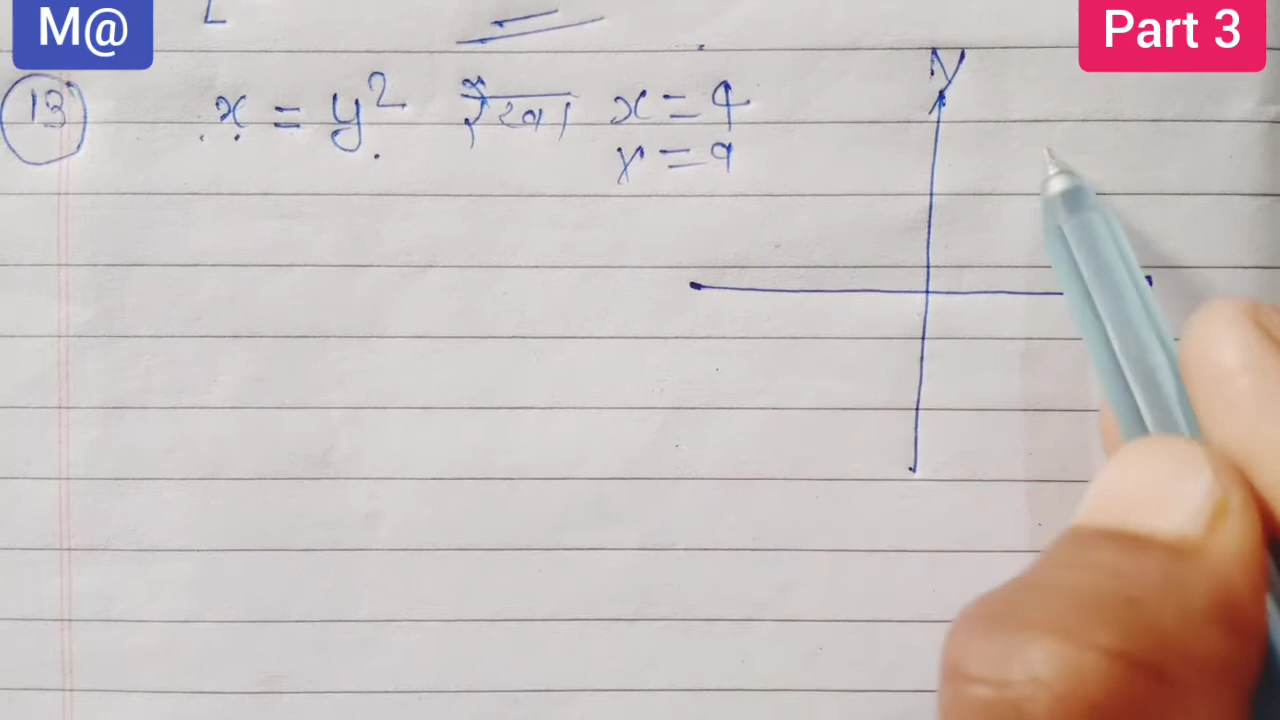 M@
Part 3
13 x = y² रेखा x = 4
x = 9
y